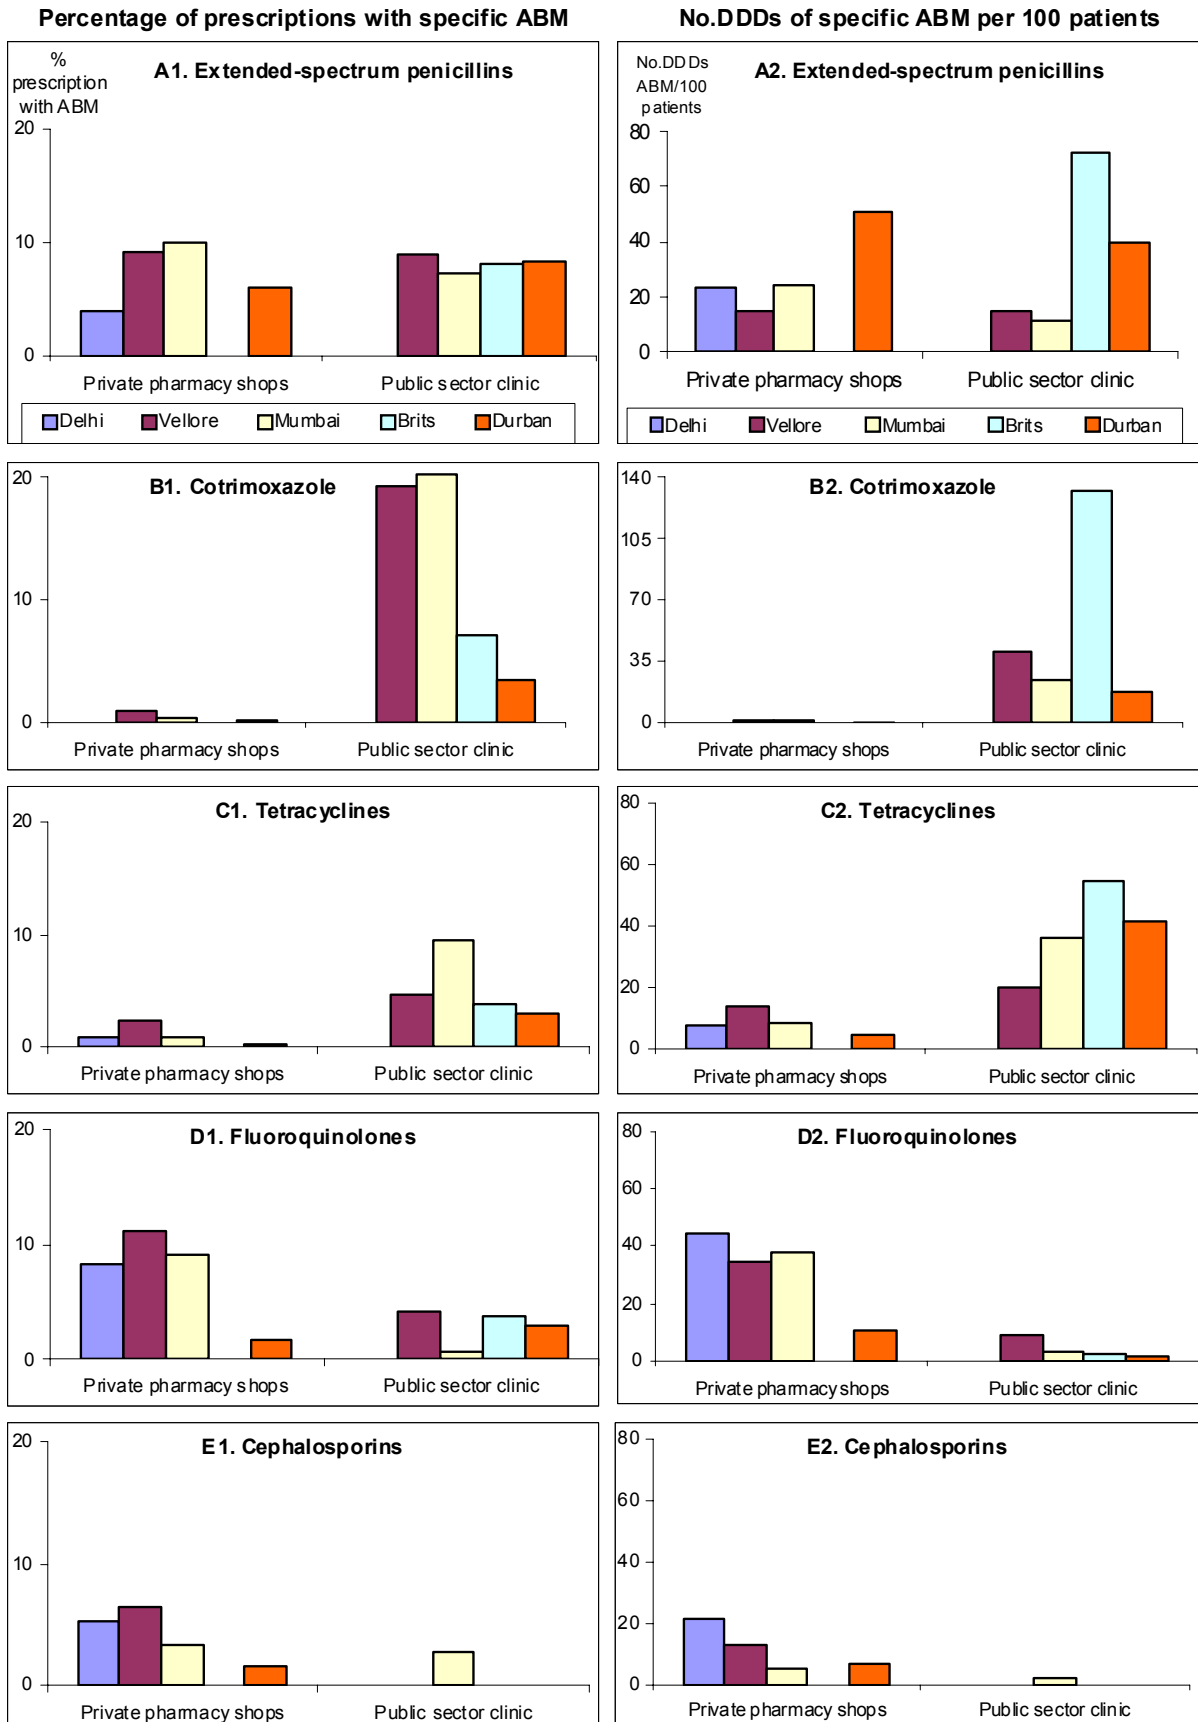 Percentage of prescriptions with specific ABM
No.DDDs of specific ABM per 100 patients
%
prescription
with ABM
A1. Extended-spectrum penicillins
20
10
0
Private pharmacy shops Public sector clinic
Delhi Vellore Mumbai Brits Durban
No.DDDs
ABM/100
patients
A2. Extended-spectrum penicillins
80
60
40
20
0
Private pharmacy shops Public sector clinic
Delhi Vellore Mumbai Brits Durban
B1. Cotrimoxazole
20
10
0
Private pharmacy shops Public sector clinic
B2. Cotrimoxazole
140
105
70
35
0
Private pharmacy shops Public sector clinic
C1. Tetracyclines
20
10
0
Private pharmacy shops Public sector clinic
C2. Tetracyclines
80
60
40
20
0
Private pharmacy shops Public sector clinic
D1. Fluoroquinolones
20
10
0
Private pharmacy shops Public sector clinic
D2. Fluoroquinolones
80
60
40
20
0
Private pharmacy shops Public sector clinic
E1. Cephalosporins
20
10
0
Private pharmacy shops Public sector clinic
E2. Cephalosporins
80
60
40
20
0
Private pharmacy shops Public sector clinic